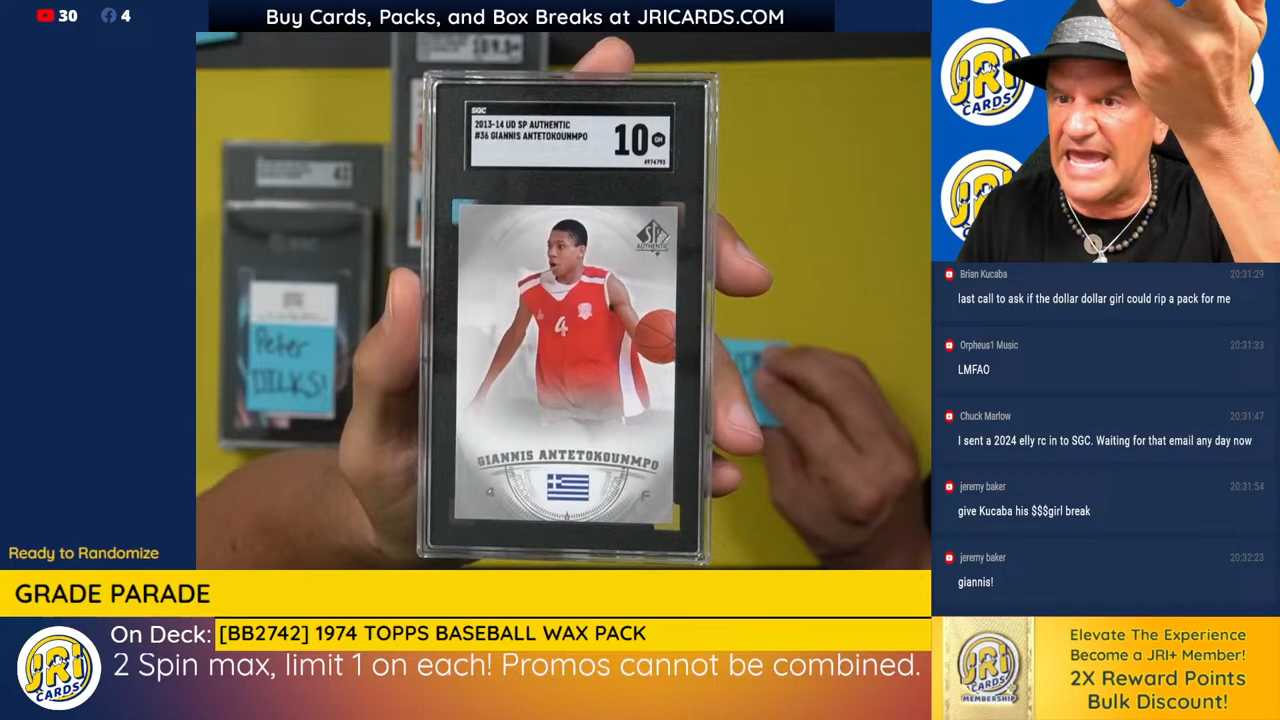 30
4
Buy Cards, Packs, and Box Breaks at JRICARDS.COM
SGC
2013-14 UD SP AUTHENTIC
#36 GIANNIS ANTETOKOUNMPO
10
GM
6974793
43
Peter
DILKS!
SP
AUTHENTIC
4
GIANNIS ANTETOKOUNMPO
4
F
JRI
CARDS
Brian Kucaba
20:31:29
last call to ask if the dollar dollar girl could rip a pack for me
Orpheus1 Music
20:31:33
LMFAO
Chuck Marlow
20:31:47
I sent a 2024 elly rc in to SGC. Waiting for that email any day now
jeremy baker
20:31:54
give Kucaba his $$$girl break
jeremy baker
20:32:23
giannis!
Ready to Randomize
GRADE PARADE
On Deck: [BB2742] 1974 TOPPS BASEBALL WAX PACK
2 Spin max, limit 1 on each! Promos cannot be combined.
JRI
CARDS
JRI
CARDS
MEMBERSHIP
Elevate The Experience
Become a JRI+ Member!
2X Reward Points
Bulk Discount!